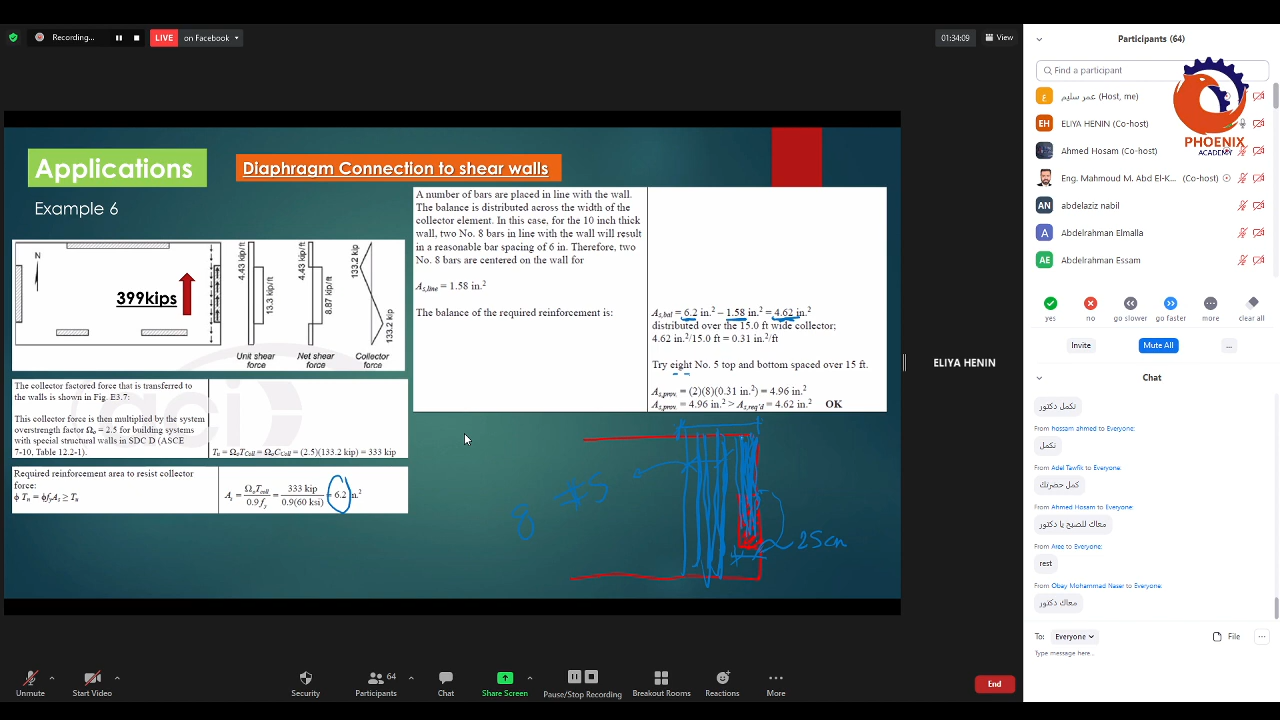 Recording...
LIVE on Facebook
01:34:09
View
Applications
Diaphragm Connection to shear walls
Example 6
N
399kips
4.43 kip/ft
13.3 kip/ft
Unit shear
force
4.43 kip/ft
8.87 kip/ft
Net shear
force
133.2 kip
133.2 kip
Collector
force
The collector factored force that is transferred to
the walls is shown in Fig. E3.7:
This collector force is then multiplied by the system
overstrength factor Ωₒ = 2.5 for building systems
with special structural walls in SDC D (ASCE
7-10, Table 12.2-1).
Tᵤ = ΩₒT_Coll = ΩₒC_Coll = (2.5)(133.2 kip) = 333 kip
Required reinforcement area to resist collector
force:
ϕ Tₙ = ϕf_yA_s ≥ Tᵤ
A_s = ΩₒT_coll / 0.9 f_y = 333 kip / 0.9(60 ksi) = 6.2 in.²
aci
A number of bars are placed in line with the wall.
The balance is distributed across the width of the
collector element. In this case, for the 10 inch thick
wall, two No. 8 bars in line with the wall will result
in a reasonable bar spacing of 6 in. Therefore, two
No. 8 bars are centered on the wall for
A_s,line = 1.58 in.²
The balance of the required reinforcement is:
A_s,bal = 6.2 in.² – 1.58 in.² = 4.62 in.²
distributed over the 15.0 ft wide collector;
4.62 in.²/15.0 ft = 0.31 in.²/ft
Try eight No. 5 top and bottom spaced over 15 ft.
A_s,prov. = (2)(8)(0.31 in.²) = 4.96 in.²
A_s,prov. = 4.96 in.² > A_s,req'd = 4.62 in.² OK
8 #5
25cm
ELIYA HENIN
Participants (64)
Find a participant
ع عمر سليم (Host, me)
EH ELIYA HENIN (Co-host)
Ahmed Hosam (Co-host)
Eng. Mahmoud M. Abd El-K... (Co-host)
AN abdelaziz nabil
A Abdelrahman Elmalla
AE Abdelrahman Essam
PHOENIX
ACADEMY
yes no go slower go faster more clear all
Invite Mute All ...
Chat
نكمل دكتور
From hossam ahmed to Everyone:
نكمل
From Adel Tawfik to Everyone:
كمل حضرتك
From Ahmed Hosam to Everyone:
معاك للصبح يا دكتور
From Aree to Everyone:
rest
From Obay Mohammad Naser to Everyone:
معاك دكتور
To: Everyone File ...
Type message here...
Unmute Start Video Security Participants 64 Chat Share Screen Pause/Stop Recording Breakout Rooms Reactions More End